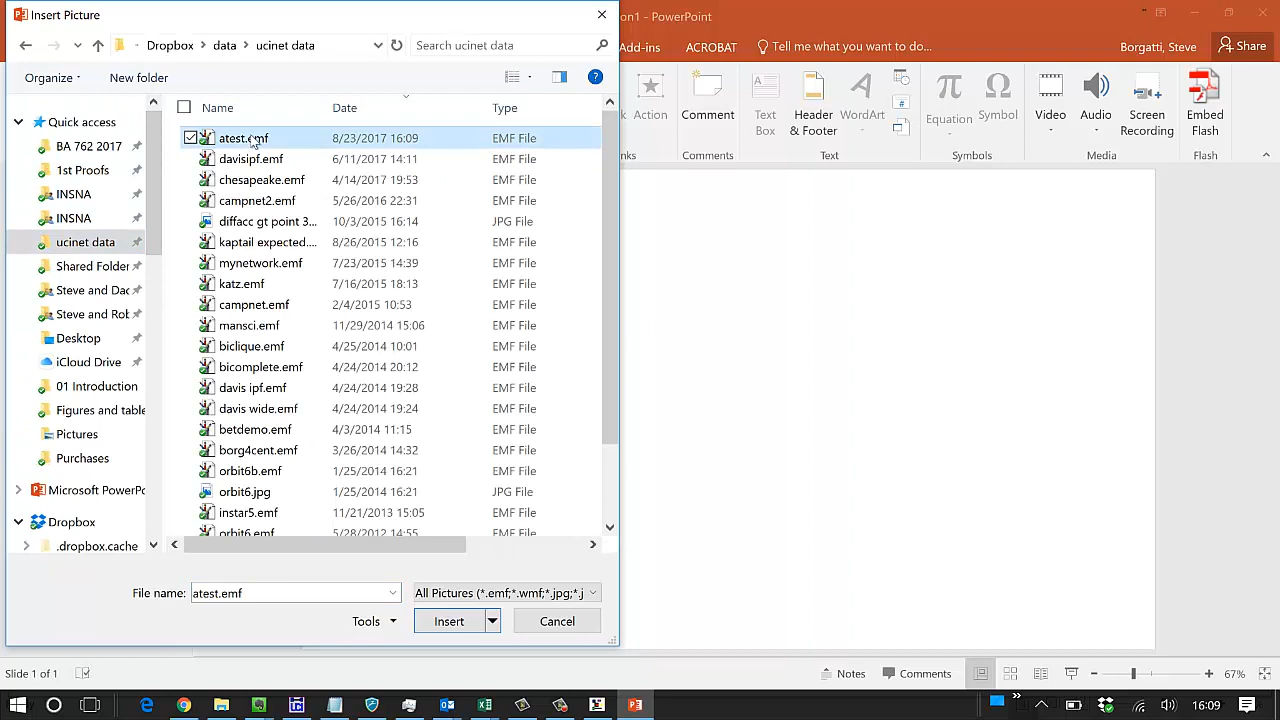 Insert Picture
on1 - PowerPoint
Dropbox › data › ucinet data
Search ucinet data
Add-ins
ACROBAT
Tell me what you want to do...
Borgatti, Steve
Share
Organize
New folder
Action
Comment
Text Box
Header & Footer
WordArt
Equation
Symbol
Video
Audio
Screen Recording
Embed Flash
nks
Comments
Text
Symbols
Media
Flash
Quick access
BA 762 2017
1st Proofs
INSNA
INSNA
ucinet data
Shared Folder
Steve and Dac
Steve and Rob
Desktop
iCloud Drive
01 Introduction
Figures and table
Pictures
Purchases
Microsoft PowerPo
Dropbox
.dropbox.cache
Name Date Type
atest.emf 8/23/2017 16:09 EMF File
davisipf.emf 6/11/2017 14:11 EMF File
chesapeake.emf 4/14/2017 19:53 EMF File
campnet2.emf 5/26/2016 22:31 EMF File
diffacc gt point 3... 10/3/2015 16:14 JPG File
kaptail expected.... 8/26/2015 12:16 EMF File
mynetwork.emf 7/23/2015 14:39 EMF File
katz.emf 7/16/2015 18:13 EMF File
campnet.emf 2/4/2015 10:53 EMF File
mansci.emf 11/29/2014 15:06 EMF File
biclique.emf 4/25/2014 10:01 EMF File
bicomplete.emf 4/24/2014 20:12 EMF File
davis ipf.emf 4/24/2014 19:28 EMF File
davis wide.emf 4/24/2014 19:24 EMF File
betdemo.emf 4/3/2014 11:15 EMF File
borg4cent.emf 3/26/2014 14:32 EMF File
orbit6b.emf 1/25/2014 16:21 EMF File
orbit6.jpg 1/25/2014 16:21 JPG File
instar5.emf 11/21/2013 15:05 EMF File
orbit6.emf 5/28/2012 14:55 EMF File
File name: atest.emf
All Pictures (*.emf;*.wmf;*.jpg;*.j
Tools
Insert
Cancel
Slide 1 of 1
Notes
Comments
67%
16:09